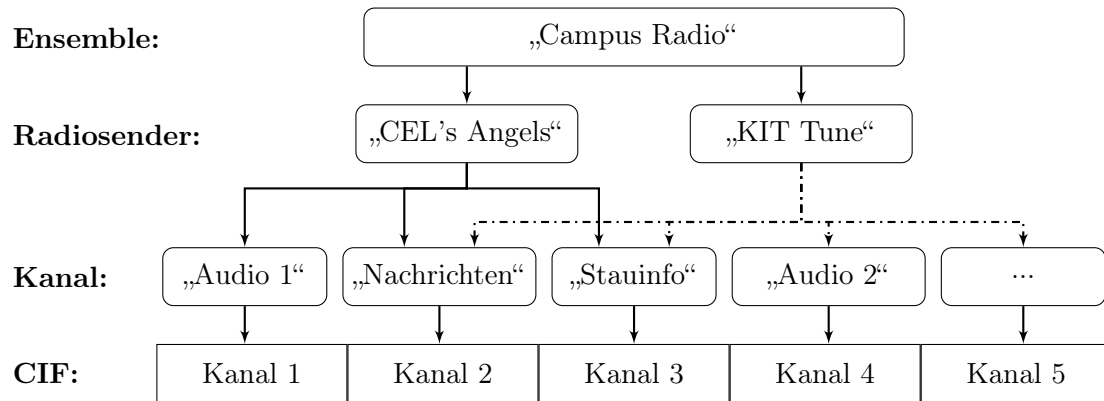 Ensemble: „Campus Radio“
Radiosender: „CEL's Angels“ „KIT Tune“
Kanal: „Audio 1“ „Nachrichten“ „Stauinfo“ „Audio 2“ ...
CIF: Kanal 1 Kanal 2 Kanal 3 Kanal 4 Kanal 5